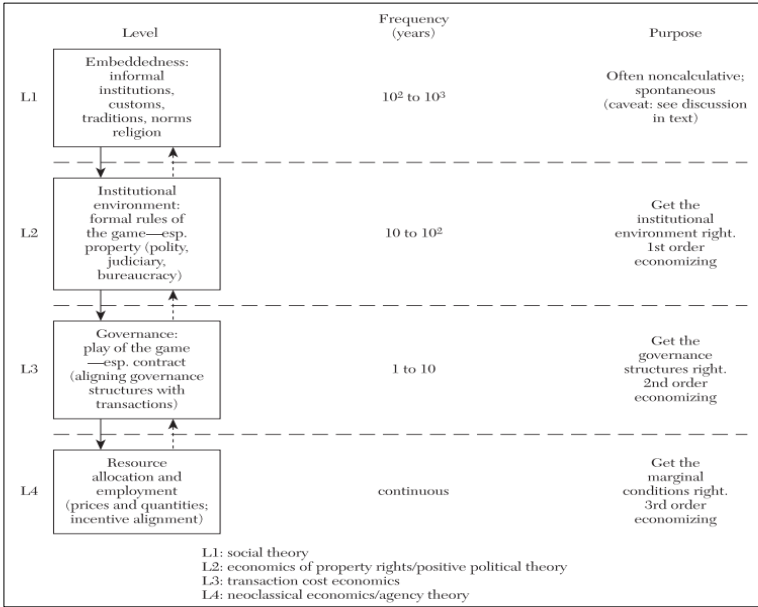 Level
Frequency
(years)
Purpose
L1
Embeddedness:
informal
institutions,
customs,
traditions, norms
religion
10² to 10³
Often noncalculative;
spontaneous
(caveat: see discussion
in text)
L2
Institutional
environment:
formal rules of
the game—esp.
property (polity,
judiciary,
bureaucracy)
10 to 10²
Get the
institutional
environment right.
1st order
economizing
L3
Governance:
play of the game
—esp. contract
(aligning governance
structures with
transactions)
1 to 10
Get the
governance
structures right.
2nd order
economizing
L4
Resource
allocation and
employment
(prices and quantities;
incentive alignment)
continuous
Get the
marginal
conditions right.
3rd order
economizing
L1: social theory
L2: economics of property rights/positive political theory
L3: transaction cost economics
L4: neoclassical economics/agency theory